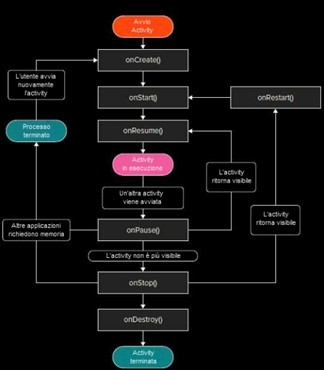 Avvio
Activity
onCreate()
L'utente avvia
nuovamente
l'activity
onStart()
onRestart()
onResume()
Processo
terminato
Activity
in esecuzione
L'activity
ritorna visibile
Un'altra activity
viene avviata
L'activity
ritorna visibile
Altre applicazioni
richiedono memoria
onPause()
L'activity non è più visibile
onStop()
onDestroy()
Activity
terminata